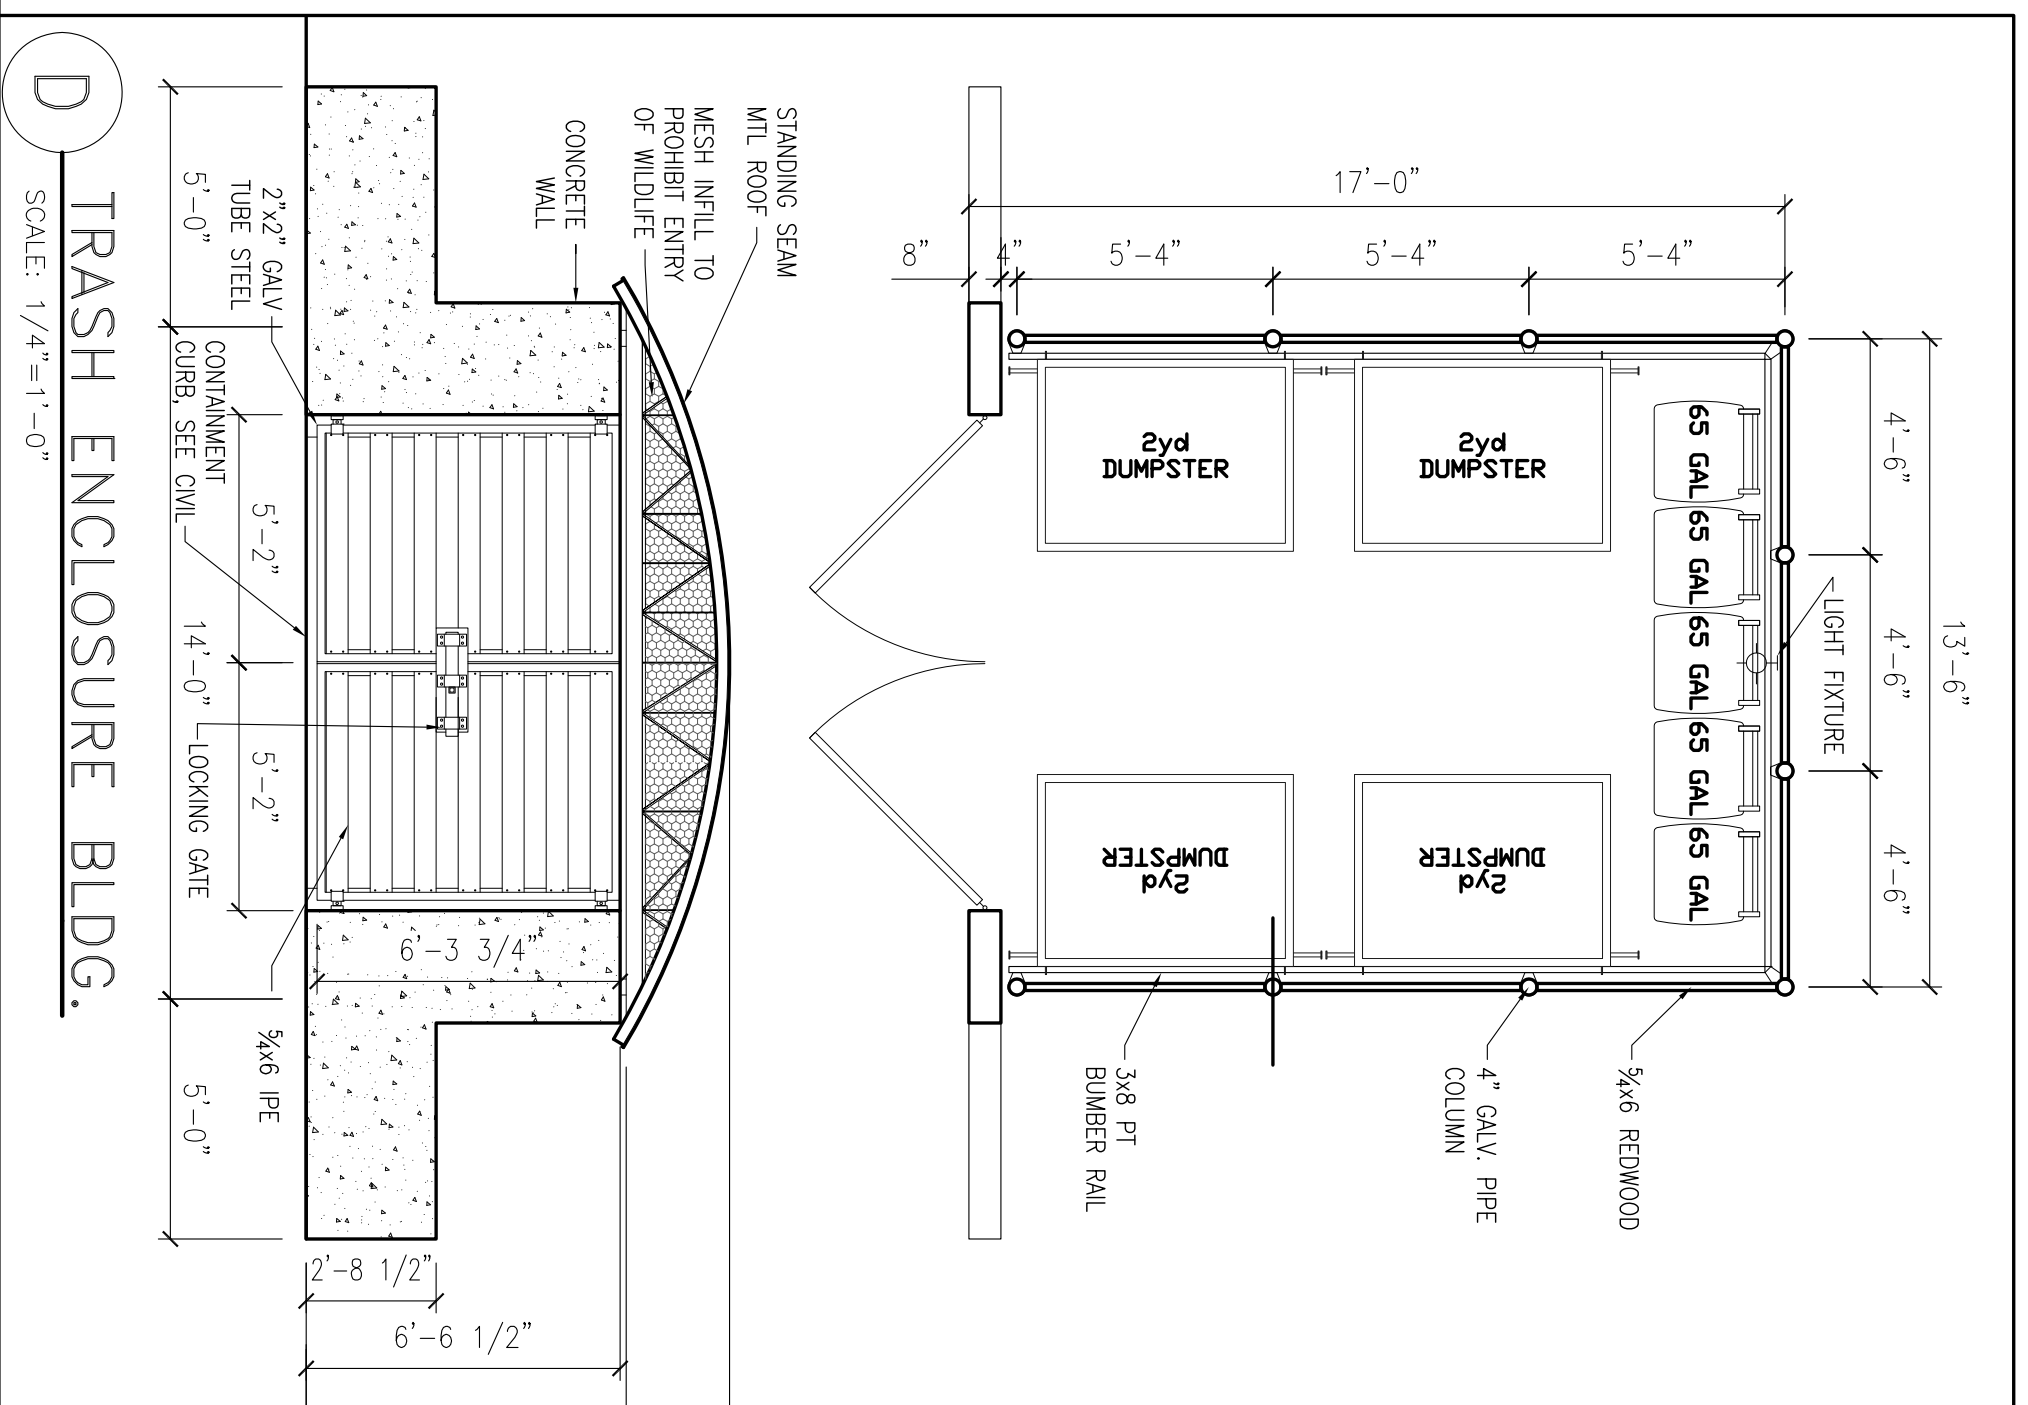 17'-0"
8"
4"
5'-4"
5'-4"
5'-4"
13'-6"
4'-6"
4'-6"
4'-6"
LIGHT FIXTURE
2yd
DUMPSTER
2yd
DUMPSTER
2yd
DUMPSTER
2yd
DUMPSTER
65 GAL
65 GAL
65 GAL
65 GAL
65 GAL
5/4x6 REDWOOD
4" GALV. PIPE
COLUMN
3x8 PT
BUMBER RAIL
STANDING SEAM
MTL ROOF
MESH INFILL TO
PROHIBIT ENTRY
OF WILDLIFE
CONCRETE
WALL
2"x2" GALV
TUBE STEEL
CONTAINMENT
CURB, SEE CIVIL
LOCKING GATE
5/4x6 IPE
6'-3 3/4"
2'-8 1/2"
6'-6 1/2"
5'-2"
5'-2"
5'-0"
14'-0"
5'-0"
D
TRASH ENCLOSURE BLDG.
SCALE: 1/4"=1'-0"